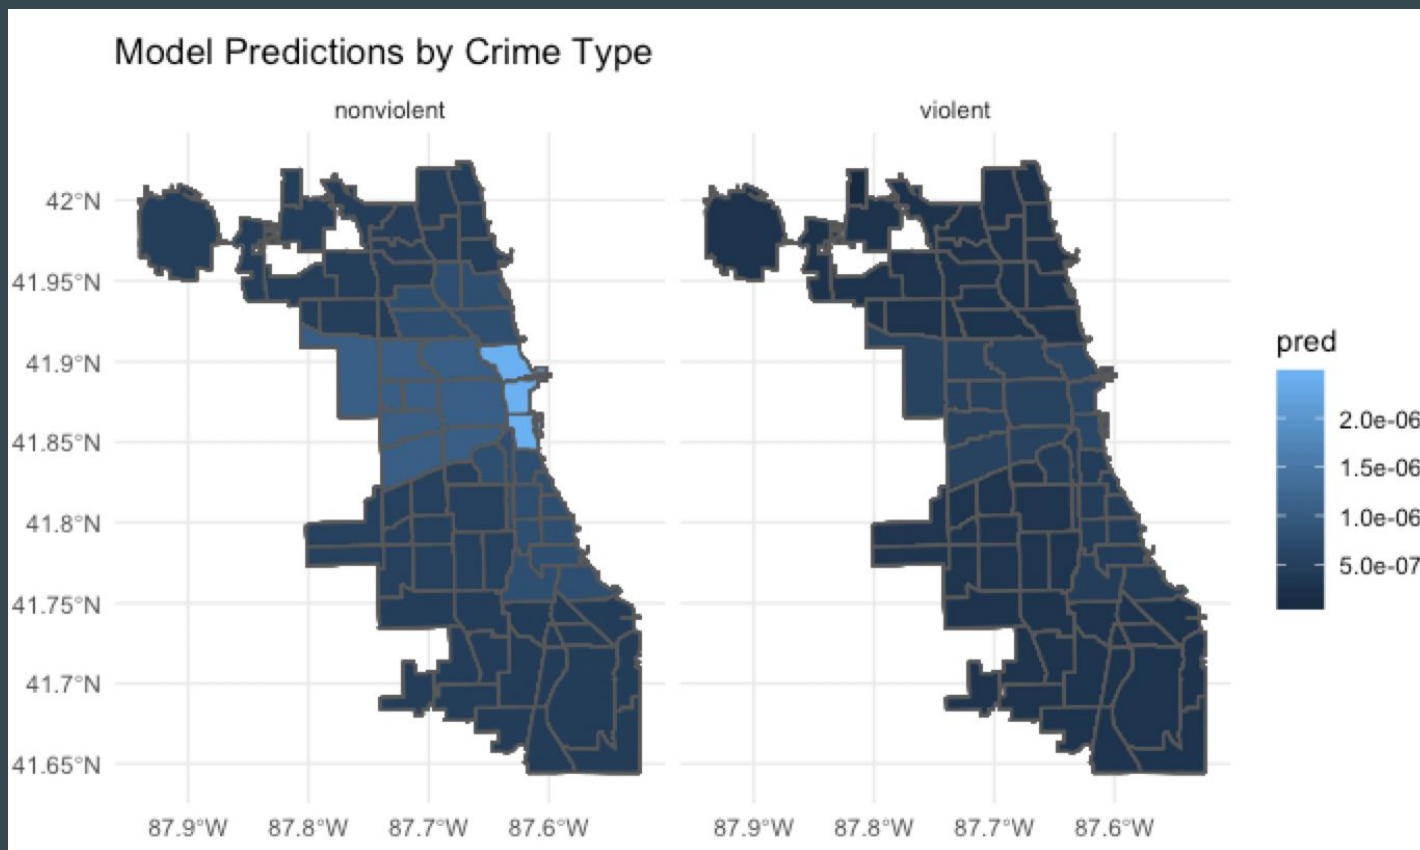 Model Predictions by Crime Type
nonviolent
violent
42°N
41.95°N
41.9°N
41.85°N
41.8°N
41.75°N
41.7°N
41.65°N
87.9°W 87.8°W 87.7°W 87.6°W
87.9°W 87.8°W 87.7°W 87.6°W
pred
2.0e-06
1.5e-06
1.0e-06
5.0e-07